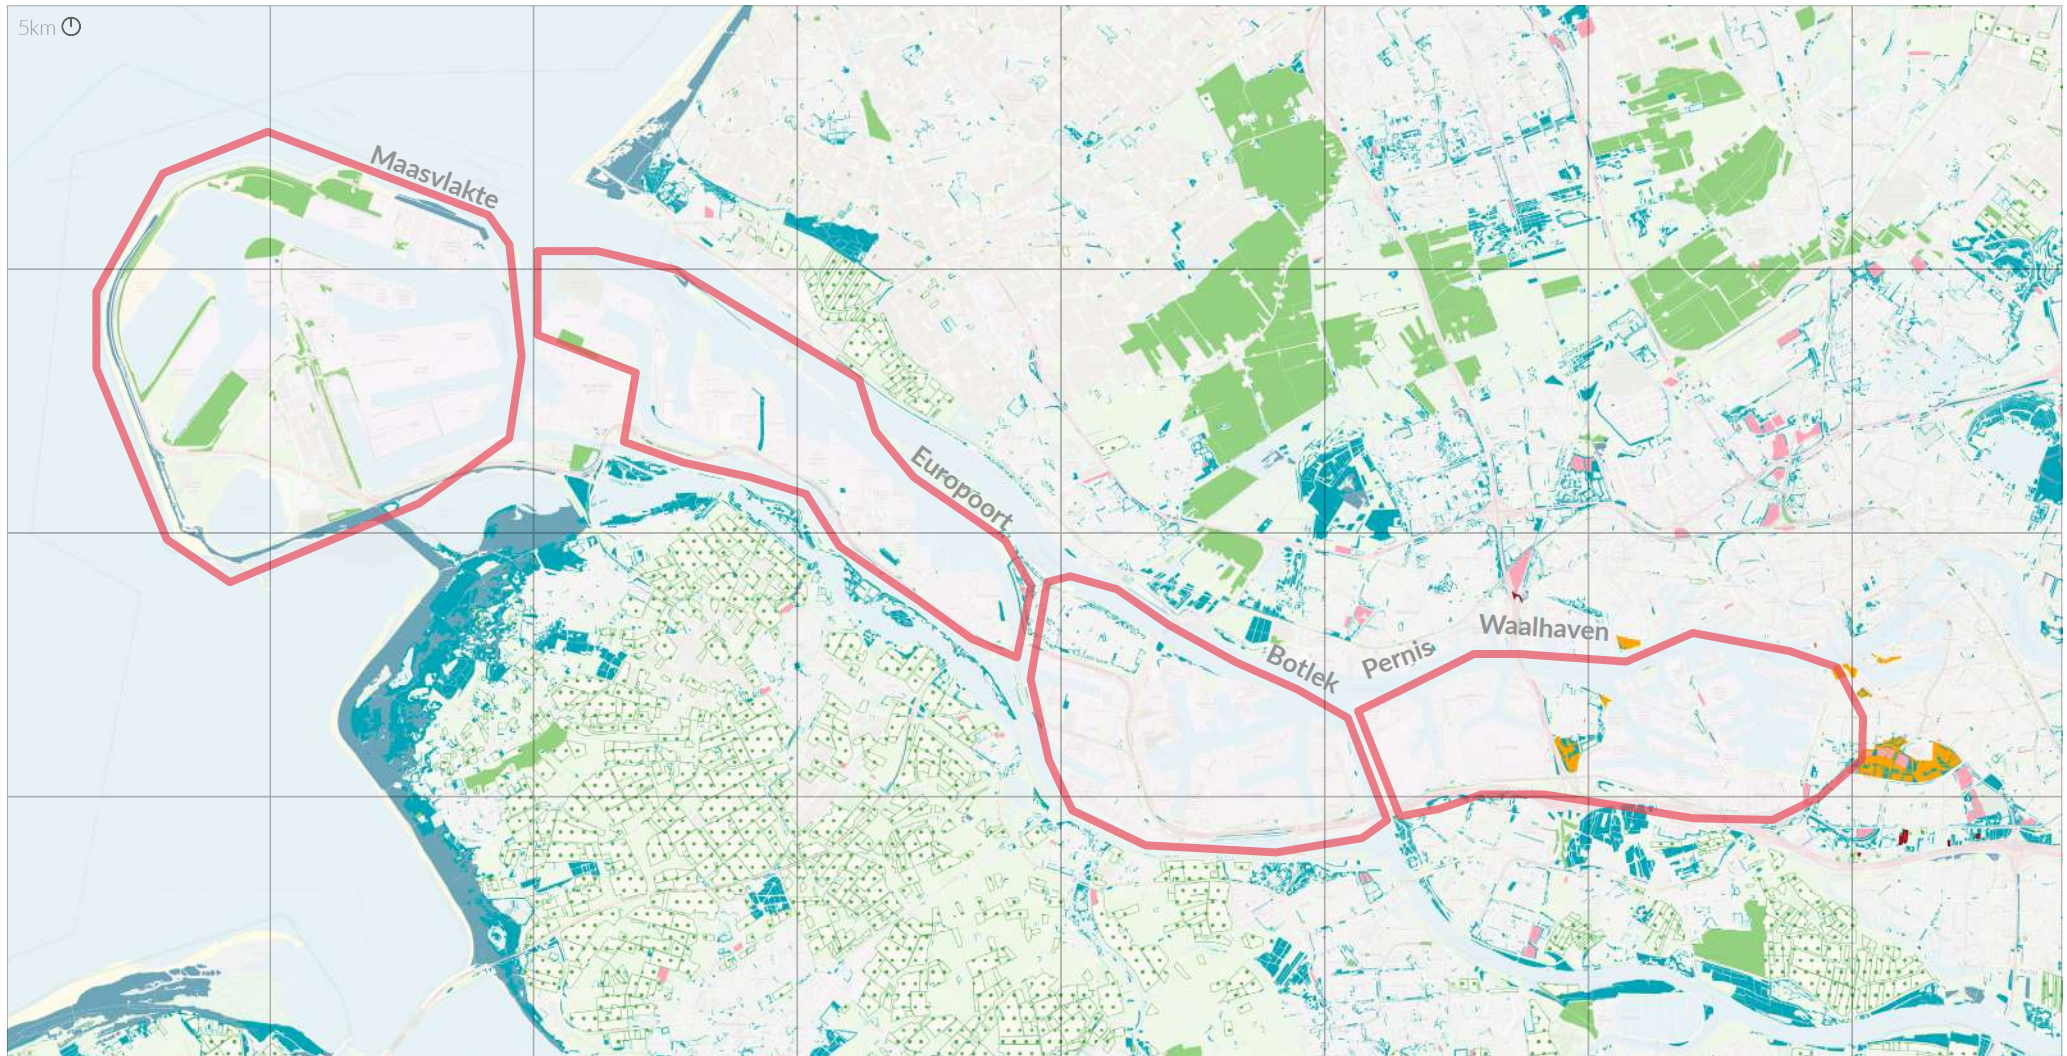 5km
Maasvlakte
Europoort
Botlek
Pernis
Waalhaven